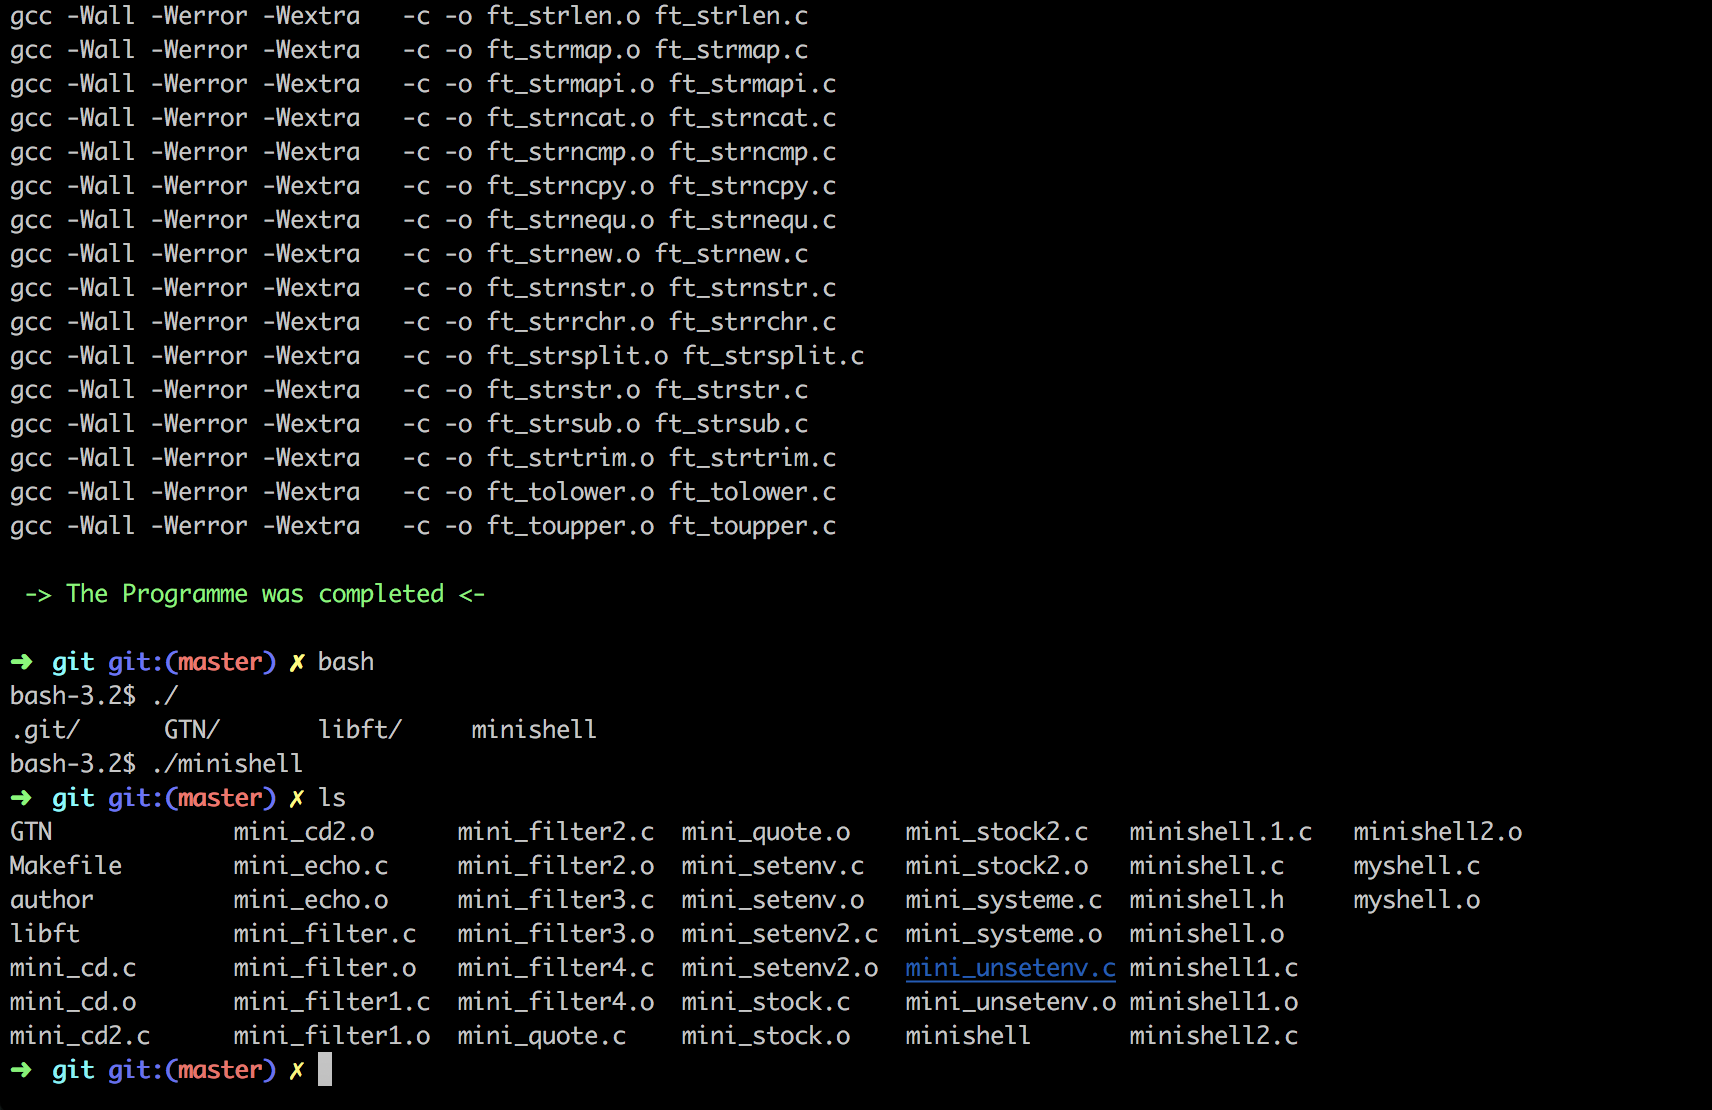 gcc -Wall -Werror -Wextra   -c -o ft_strlen.o ft_strlen.c
gcc -Wall -Werror -Wextra   -c -o ft_strmap.o ft_strmap.c
gcc -Wall -Werror -Wextra   -c -o ft_strmapi.o ft_strmapi.c
gcc -Wall -Werror -Wextra   -c -o ft_strncat.o ft_strncat.c
gcc -Wall -Werror -Wextra   -c -o ft_strncmp.o ft_strncmp.c
gcc -Wall -Werror -Wextra   -c -o ft_strncpy.o ft_strncpy.c
gcc -Wall -Werror -Wextra   -c -o ft_strnequ.o ft_strnequ.c
gcc -Wall -Werror -Wextra   -c -o ft_strnew.o ft_strnew.c
gcc -Wall -Werror -Wextra   -c -o ft_strnstr.o ft_strnstr.c
gcc -Wall -Werror -Wextra   -c -o ft_strrchr.o ft_strrchr.c
gcc -Wall -Werror -Wextra   -c -o ft_strsplit.o ft_strsplit.c
gcc -Wall -Werror -Wextra   -c -o ft_strstr.o ft_strstr.c
gcc -Wall -Werror -Wextra   -c -o ft_strsub.o ft_strsub.c
gcc -Wall -Werror -Wextra   -c -o ft_strtrim.o ft_strtrim.c
gcc -Wall -Werror -Wextra   -c -o ft_tolower.o ft_tolower.c
gcc -Wall -Werror -Wextra   -c -o ft_toupper.o ft_toupper.c
 -> The Programme was completed <-
➜  git git:(master) ✗ bash
bash-3.2$ ./
.git/      GTN/       libft/     minishell
bash-3.2$ ./minishell
➜  git git:(master) ✗ ls
GTN             mini_cd2.o      mini_filter2.c  mini_quote.o    mini_stock2.c   minishell.1.c   minishell2.o
Makefile        mini_echo.c     mini_filter2.o  mini_setenv.c   mini_stock2.o   minishell.c     myshell.c
author          mini_echo.o     mini_filter3.c  mini_setenv.o   mini_systeme.c  minishell.h     myshell.o
libft           mini_filter.c   mini_filter3.o  mini_setenv2.c  mini_systeme.o  minishell.o
mini_cd.c       mini_filter.o   mini_filter4.c  mini_setenv2.o  mini_unsetenv.c minishell1.c
mini_cd.o       mini_filter1.c  mini_filter4.o  mini_stock.c    mini_unsetenv.o minishell1.o
mini_cd2.c      mini_filter1.o  mini_quote.c    mini_stock.o    minishell       minishell2.c
➜  git git:(master) ✗